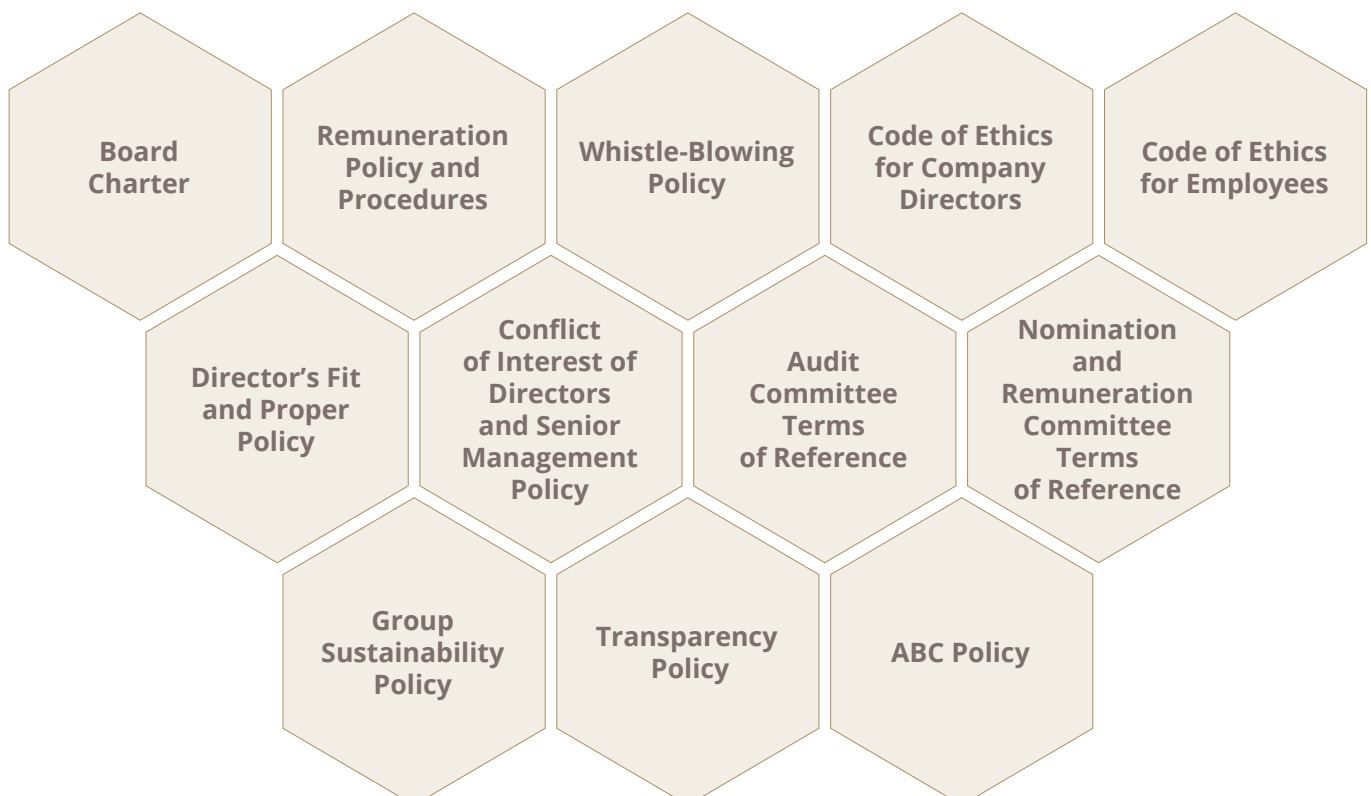 Board
Charter
Remuneration
Policy and
Procedures
Whistle-Blowing
Policy
Code of Ethics
for Company
Directors
Code of Ethics
for Employees
Director’s Fit
and Proper
Policy
Conflict
of Interest of
Directors
and Senior
Management
Policy
Audit
Committee
Terms
of Reference
Nomination
and
Remuneration
Committee
Terms
of Reference
Group
Sustainability
Policy
Transparency
Policy
ABC Policy